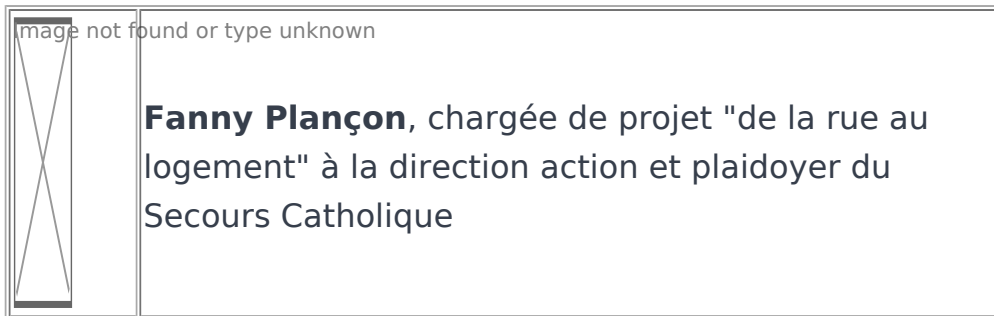 Image not found or type unknown
Fanny Plançon, chargée de projet "de la rue au
logement" à la direction action et plaidoyer du
Secours Catholique